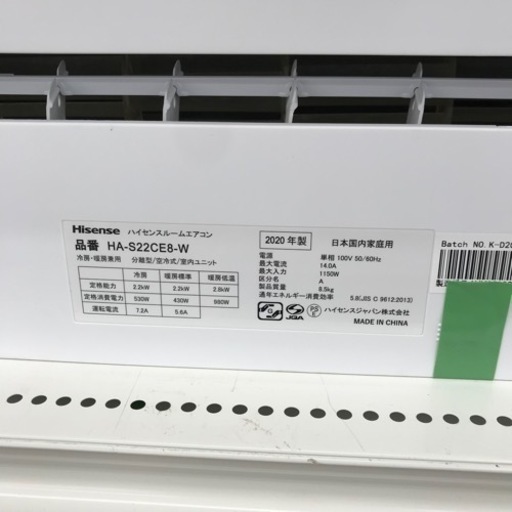 Hisense ハイセンスルームエアコン
品番 HA-S22CE8-W
冷房・暖房兼用 分離型/空冷式/室内ユニット
冷房 暖房標準 暖房低温
定格能力 2.2kW 2.2kW 2.8kW
定格消費電力 530W 430W 990W
運転電流 7.2A 5.6A
2020 年製 日本国内家庭用
電源 単相 100V 50/60Hz
最大電流 14.0A
最大入力 1150W
区分名 A
製品質量 8.5kg
通年エネルギー消費効率 5.8(JIS C 9612:2013)
JQA
ハイセンスジャパン株式会社
MADE IN CHINA
Batch NO.K-D20